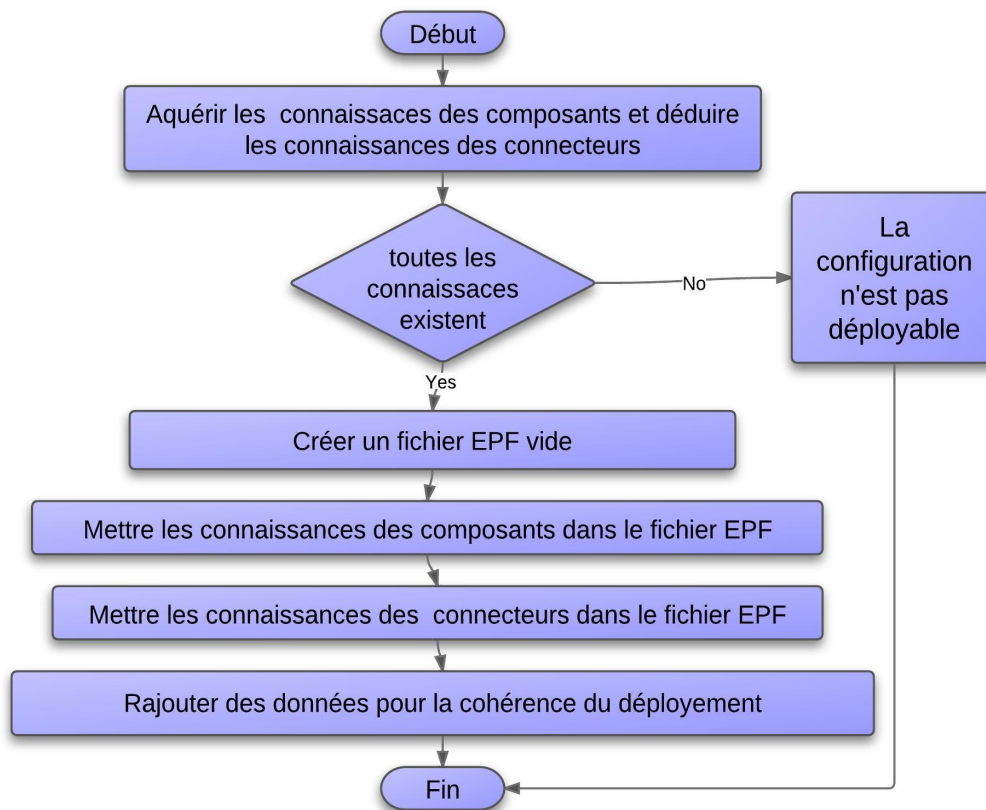 Début
Aquérir les connaissaces des composants et déduire
les connaissances des connecteurs
toutes les
connaissaces
existent
No
La
configuration
n'est pas
déployable
Yes
Créer un fichier EPF vide
Mettre les connaissances des composants dans le fichier EPF
Mettre les connaissances des connecteurs dans le fichier EPF
Rajouter des données pour la cohérence du déployement
Fin